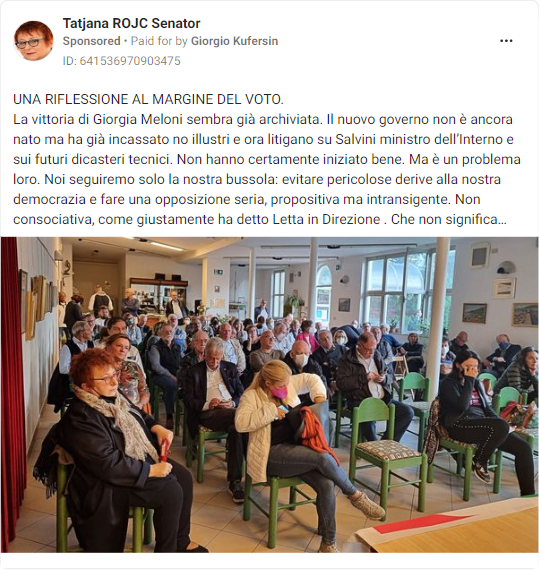 Tatjana ROJC Senator
Sponsored • Paid for by Giorgio Kufersin
ID: 641536970903475
UNA RIFLESSIONE AL MARGINE DEL VOTO.
La vittoria di Giorgia Meloni sembra già archiviata. Il nuovo governo non è ancora
nato ma ha già incassato no illustri e ora litigano su Salvini ministro dell'Interno e
sui futuri dicasteri tecnici. Non hanno certamente iniziato bene. Ma è un problema
loro. Noi seguiremo solo la nostra bussola: evitare pericolose derive alla nostra
democrazia e fare una opposizione seria, propositiva ma intransigente. Non
consociativa, come giustamente ha detto Letta in Direzione . Che non significa...